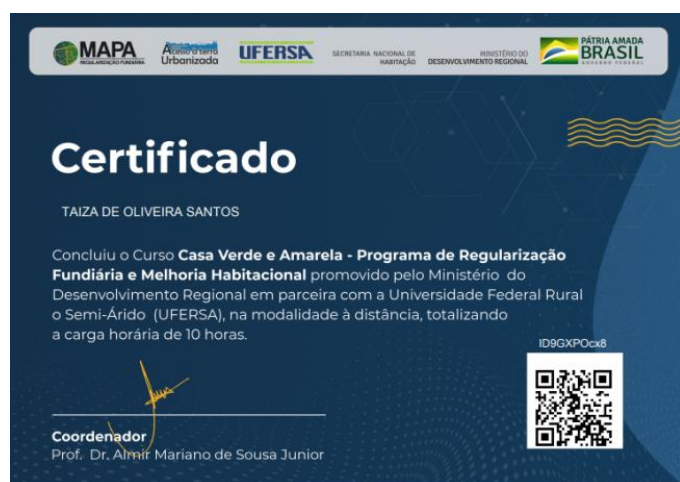 MAPA
REGULARIZAÇÃO FUNDIÁRIA
Acesso à terra
Urbanizada
UFERSA
SECRETARIA NACIONAL DE
HABITAÇÃO
MINISTÉRIO DO
DESENVOLVIMENTO REGIONAL
PÁTRIA AMADA
BRASIL
GOVERNO FEDERAL
Certificado
TAIZA DE OLIVEIRA SANTOS
Concluiu o Curso Casa Verde e Amarela - Programa de Regularização
Fundiária e Melhoria Habitacional promovido pelo Ministério do
Desenvolvimento Regional em parceira com a Universidade Federal Rural
o Semi-Árido (UFERSA), na modalidade à distância, totalizando
a carga horária de 10 horas.
ID9GXPOcx8
Coordenador
Prof. Dr. Almir Mariano de Sousa Junior